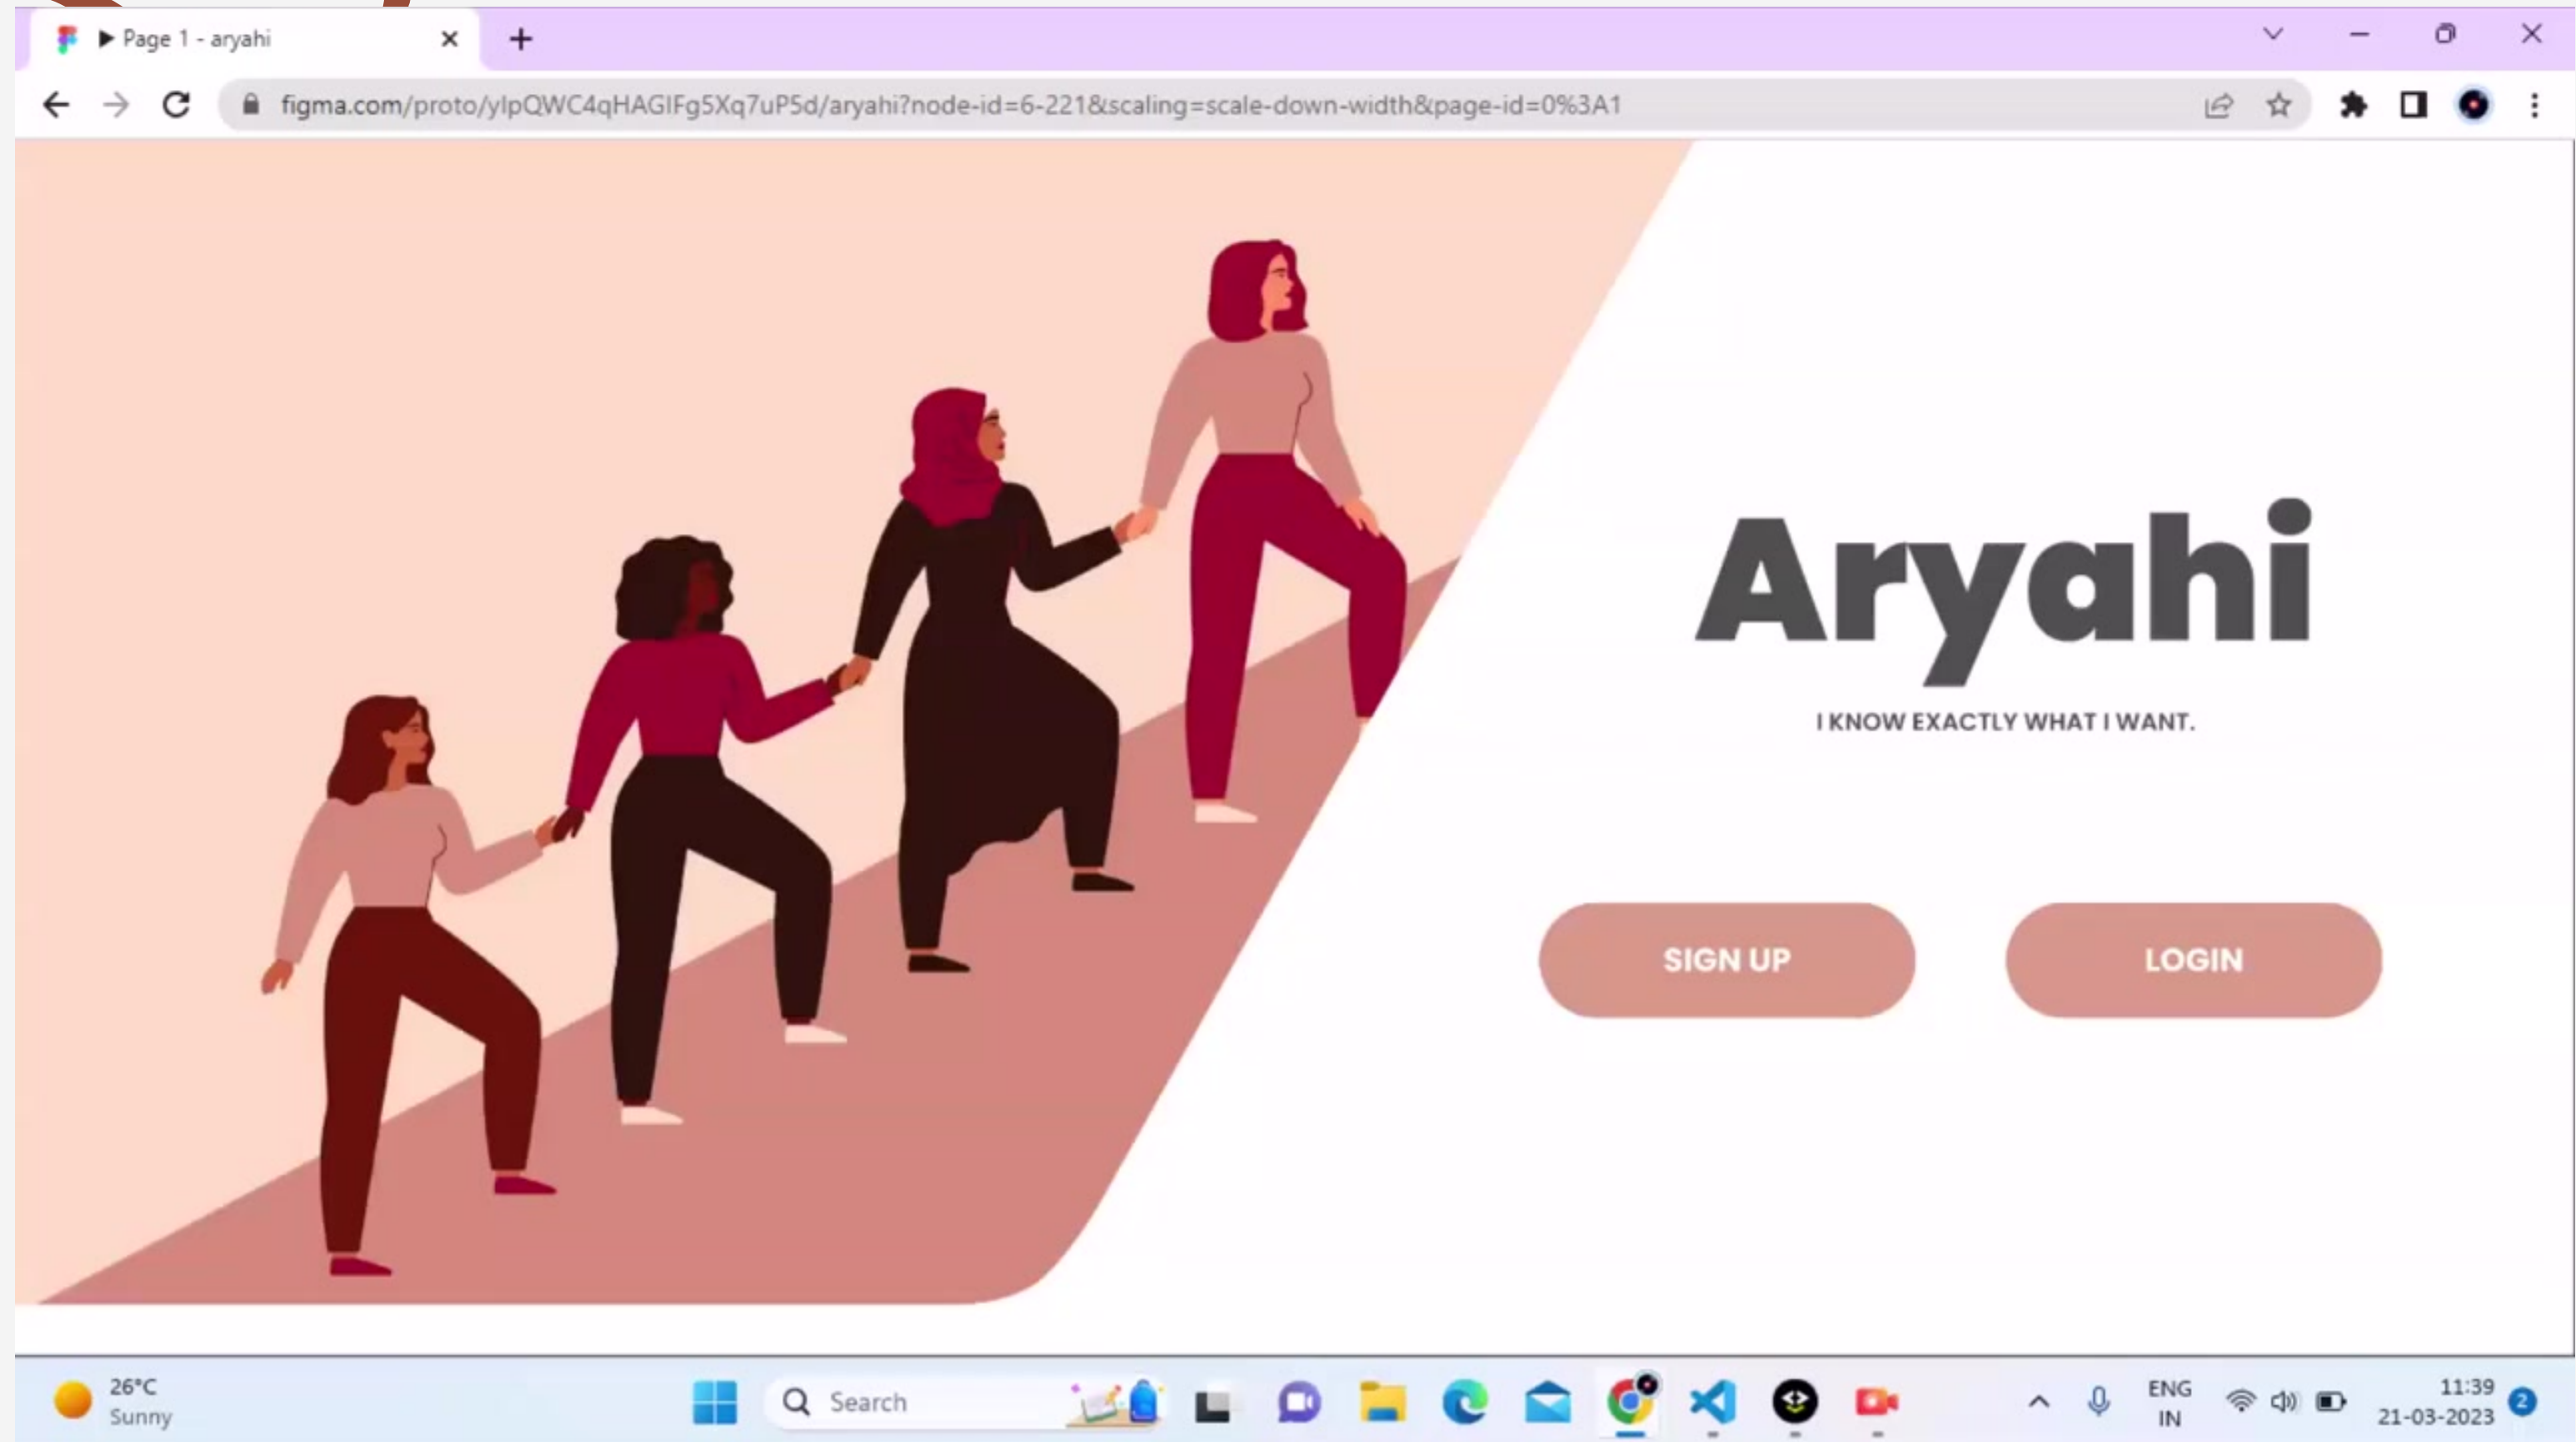 Page 1 - aryahi
figma.com/proto/ylpQWC4qHAGIFg5Xq7uP5d/aryahi?node-id=6-221&scaling=scale-down-width&page-id=0%3A1
Aryahi
I KNOW EXACTLY WHAT I WANT.
SIGN UP
LOGIN
26°C
Sunny
Search
ENG
IN
11:39
21-03-2023
2